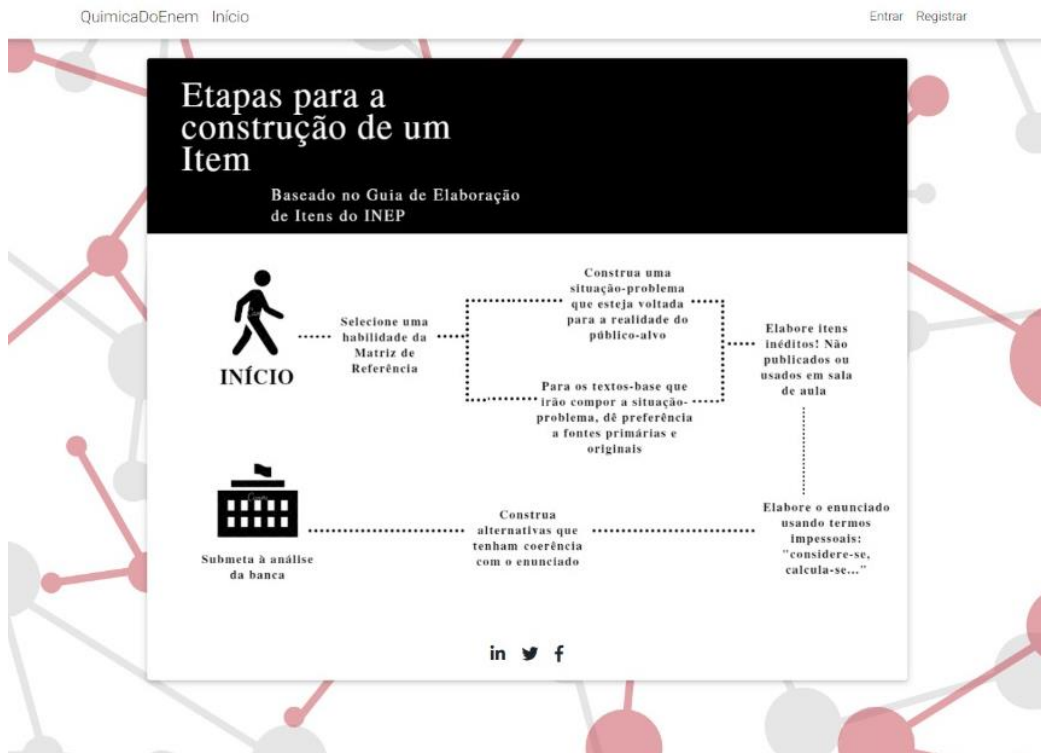 QuimicaDoEnem Início
Entrar Registrar
Etapas para a
construção de um
Item
Baseado no Guia de Elaboração
de Itens do INEP
INÍCIO
Selecione uma
habilidade da
Matriz de
Referência
Construa uma
situação-problema
que esteja voltada
para a realidade do
público-alvo
Para os textos-base que
irão compor a situação-
problema, dê preferência
a fontes primárias e
originais
Elabore itens
inéditos! Não
publicados ou
usados em sala
de aula
Elabore o enunciado
usando termos
impessoais:
"considere-se,
calcula-se..."
Construa
alternativas que
tenham coerência
com o enunciado
Submeta à análise
da banca